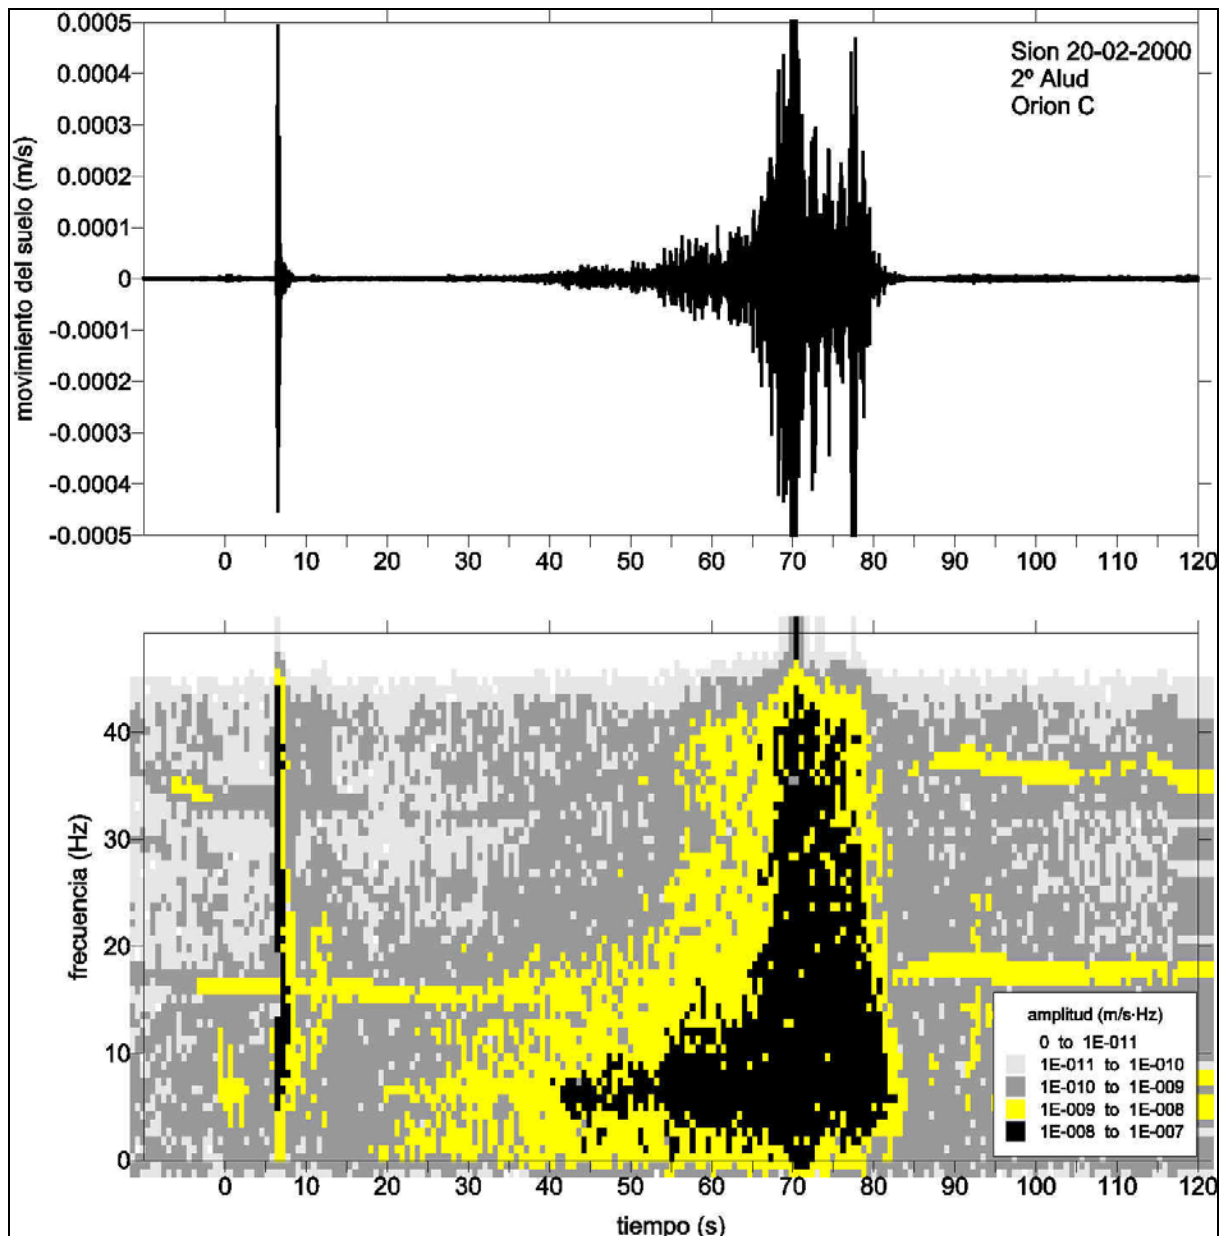 0.0005
0.0004
0.0003
0.0002
0.0001
0
-0.0001
-0.0002
-0.0003
-0.0004
-0.0005
movimiento del suelo (m/s)
Sion 20-02-2000
2º Alud
Orion C
0 10 20 30 40 50 60 70 80 90 100 110 120
40
30
20
10
0
frecuencia (Hz)
amplitud (m/s·Hz)
0 to 1E-011
1E-011 to 1E-010
1E-010 to 1E-009
1E-009 to 1E-008
1E-008 to 1E-007
0 10 20 30 40 50 60 70 80 90 100 110 120
tiempo (s)